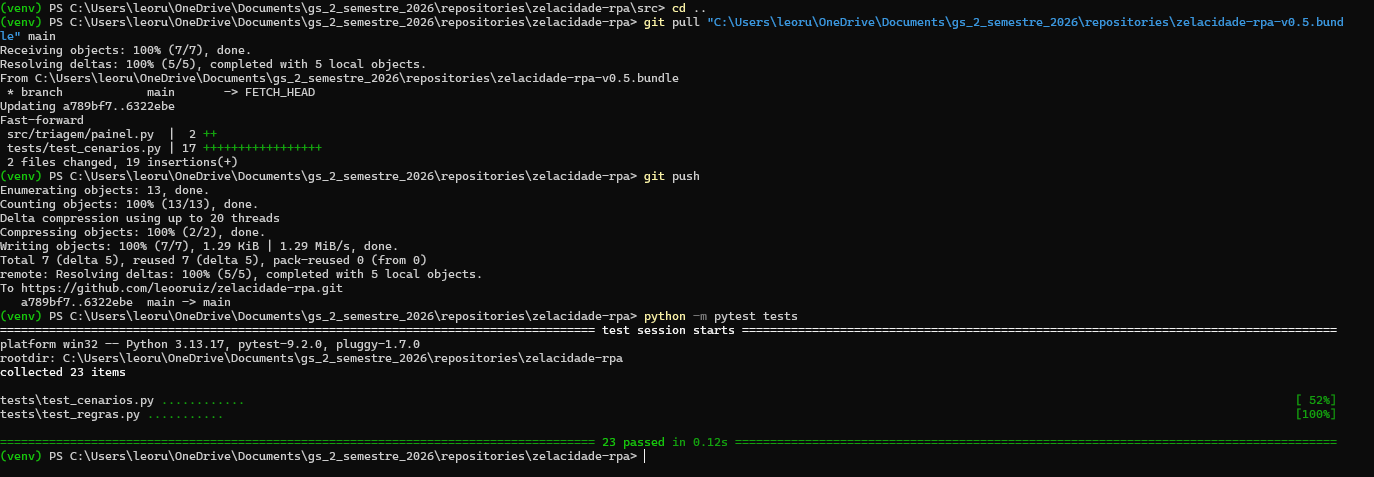 (venv) PS C:\Users\leoru\OneDrive\Documents\gs_2_semestre_2026\repositories\zelacidade-rpa\src> cd ..
(venv) PS C:\Users\leoru\OneDrive\Documents\gs_2_semestre_2026\repositories\zelacidade-rpa> git pull "C:\Users\leoru\OneDrive\Documents\gs_2_semestre_2026\repositories\zelacidade-rpa-v0.5.bund
le" main
Receiving objects: 100% (7/7), done.
Resolving deltas: 100% (5/5), completed with 5 local objects.
From C:\Users\leoru\OneDrive\Documents\gs_2_semestre_2026\repositories\zelacidade-rpa-v0.5.bundle
 * branch            main       -> FETCH_HEAD
Updating a789bf7..6322ebe
Fast-forward
 src/triagem/painel.py  |  2 ++
 tests/test_cenarios.py | 17 +++++++++++++++++
 2 files changed, 19 insertions(+)
(venv) PS C:\Users\leoru\OneDrive\Documents\gs_2_semestre_2026\repositories\zelacidade-rpa> git push
Enumerating objects: 13, done.
Counting objects: 100% (13/13), done.
Delta compression using up to 20 threads
Compressing objects: 100% (2/2), done.
Writing objects: 100% (7/7), 1.29 KiB | 1.29 MiB/s, done.
Total 7 (delta 5), reused 7 (delta 5), pack-reused 0 (from 0)
remote: Resolving deltas: 100% (5/5), completed with 5 local objects.
To https://github.com/leooruiz/zelacidade-rpa.git
   a789bf7..6322ebe  main -> main
(venv) PS C:\Users\leoru\OneDrive\Documents\gs_2_semestre_2026\repositories\zelacidade-rpa> python -m pytest tests
===================================== test session starts =====================================
platform win32 -- Python 3.13.17, pytest-9.2.0, pluggy-1.7.0
rootdir: C:\Users\leoru\OneDrive\Documents\gs_2_semestre_2026\repositories\zelacidade-rpa
collected 23 items
tests\test_cenarios.py ............ [ 52%]
tests\test_regras.py ........... [100%]
===================================== 23 passed in 0.12s =====================================
(venv) PS C:\Users\leoru\OneDrive\Documents\gs_2_semestre_2026\repositories\zelacidade-rpa>